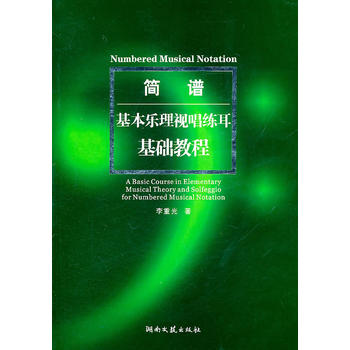 Numbered Musical Notation
简 谱
基本乐理视唱练耳
基础教程
A Basic Course in Elementary
Musical Theory and Solfeggio
for Numbered Musical Notation
李重光 著
湖南文艺出版社